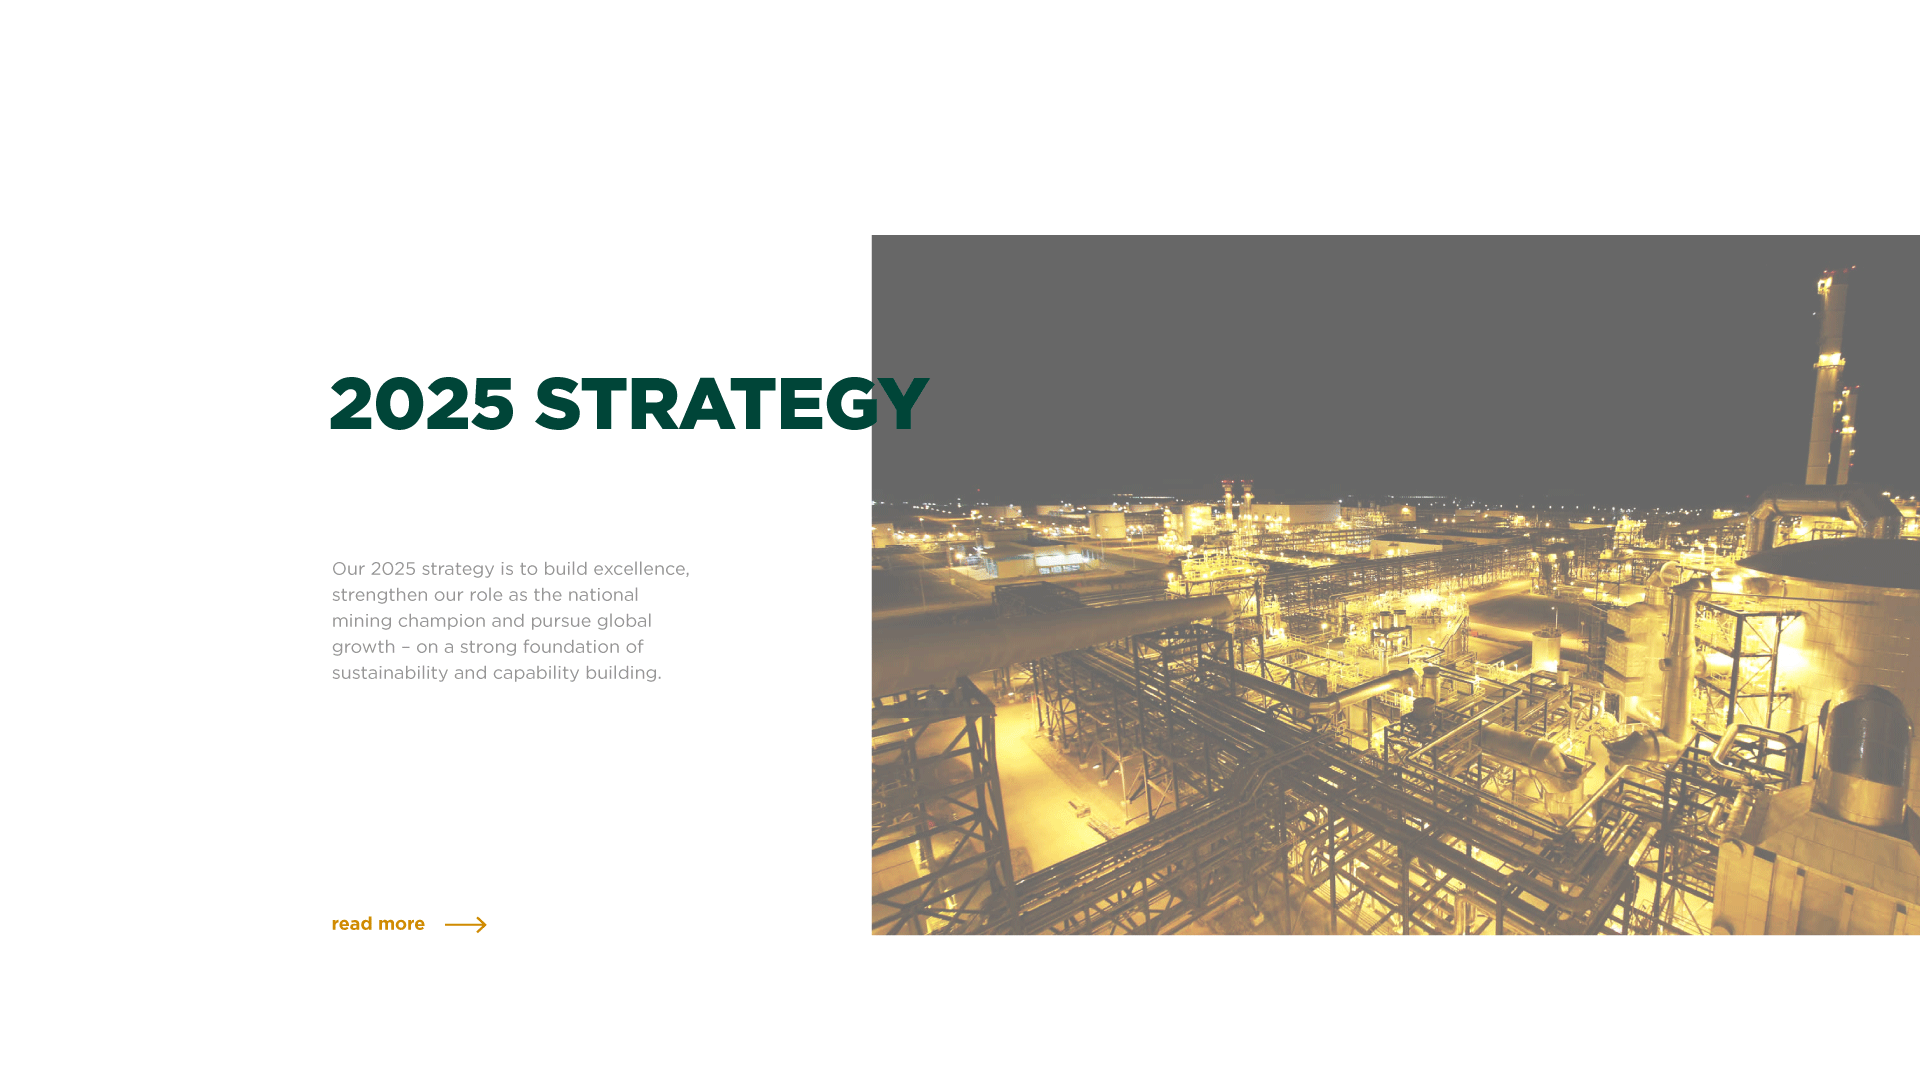 2025 STRATEGY
Our 2025 strategy is to build excellence,
strengthen our role as the national
mining champion and pursue global
growth – on a strong foundation of
sustainability and capability building.
read more